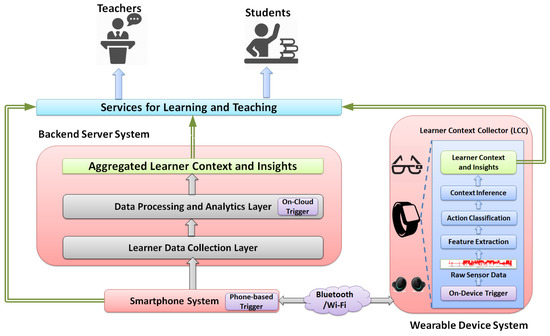 Teachers
Students
Services for Learning and Teaching
Backend Server System
Aggregated Learner Context and Insights
Data Processing and Analytics Layer
On-Cloud
Trigger
Learner Data Collection Layer
Smartphone System
Phone-based
Trigger
Bluetooth
/Wi-Fi
Learner Context Collector (LCC)
Learner Context
and Insights
Context Inference
Action Classification
Feature Extraction
Raw Sensor Data
On-Device Trigger
Wearable Device System